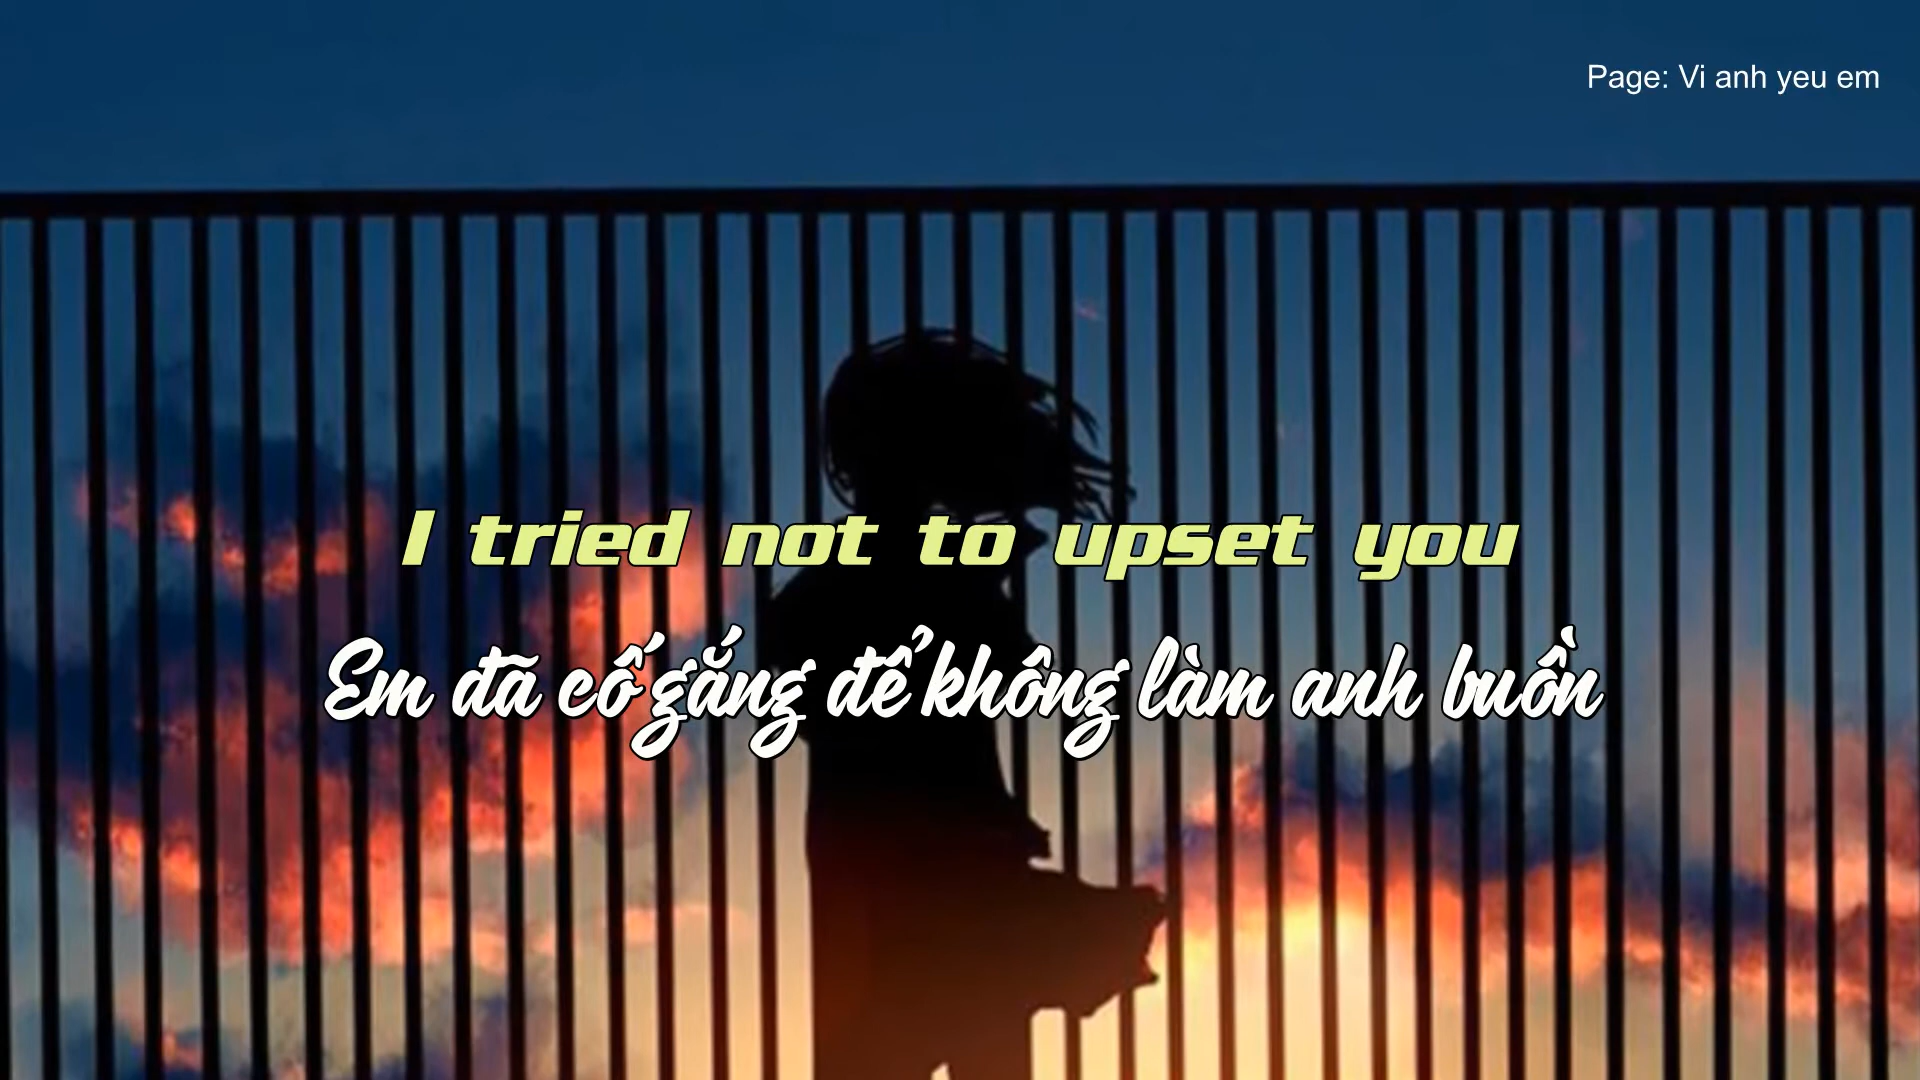 Page: Vi anh yeu em
I tried not to upset you
Em đã cố gắng để không làm anh buồn